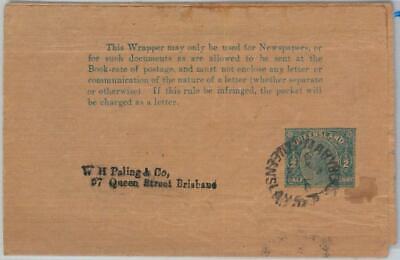 This Wrapper may only be used for Newspapers, or
for such documents as are allowed to be sent at the
Book-rate of postage, and must not enclose any letter or
communication of the nature of a letter (whether separate
or otherwise). If this rule be infringed, the packet will
be charged as a letter.
QUEENSLAND
W H Paling & Co,
97 Queen Street Brisbane